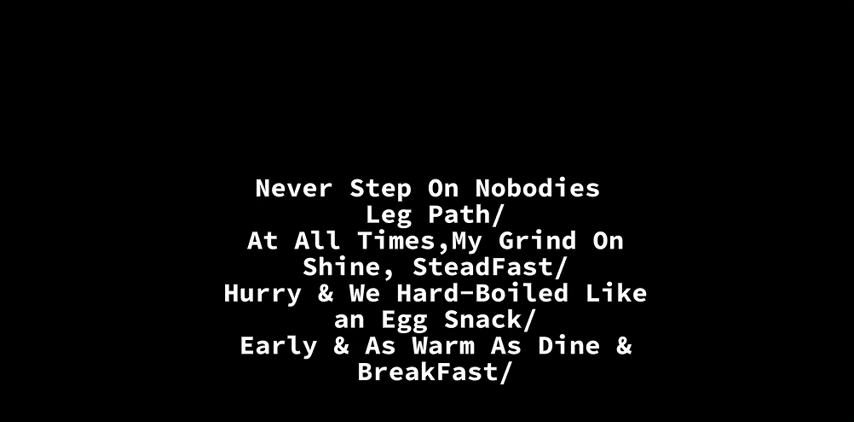 Never Step On Nobodies
Leg Path/
At All Times,My Grind On
Shine, SteadFast/
Hurry & We Hard-Boiled Like
an Egg Snack/
Early & As Warm As Dine &
BreakFast/